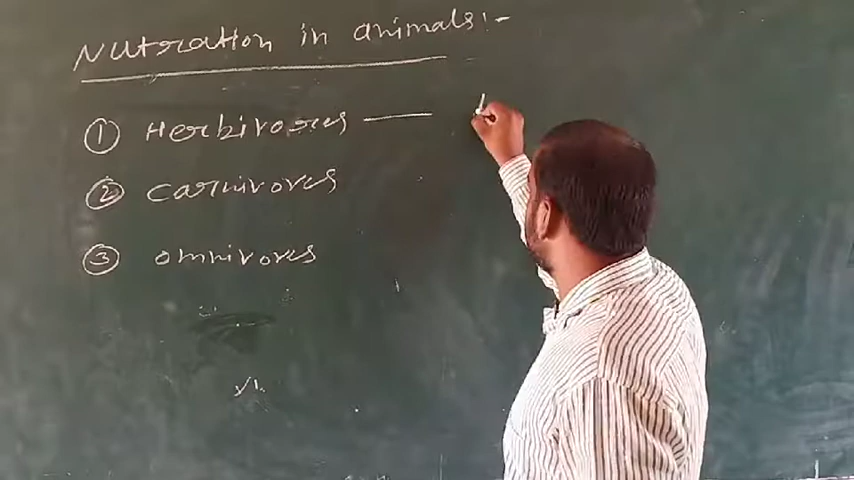 Nutration in animals:-
① Herbivores —
② carnivores
③ omnivores